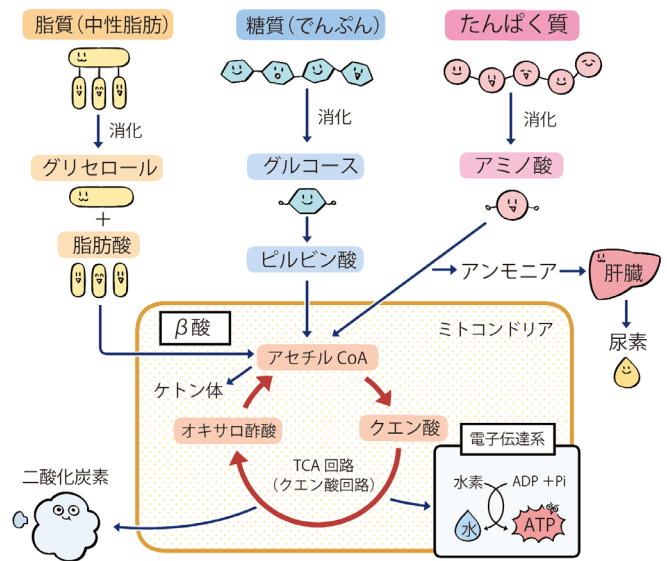 脂質（中性脂肪）
糖質（でんぷん）
たんぱく質
消化
消化
消化
グリセロール
グルコース
アミノ酸
+
脂肪酸
ピルビン酸
アンモニア
肝臓
尿素
β酸
ミトコンドリア
アセチル CoA
ケトン体
オキサロ酢酸
クエン酸
電子伝達系
TCA 回路
（クエン酸回路）
水素
ADP +Pi
水
ATP
二酸化炭素